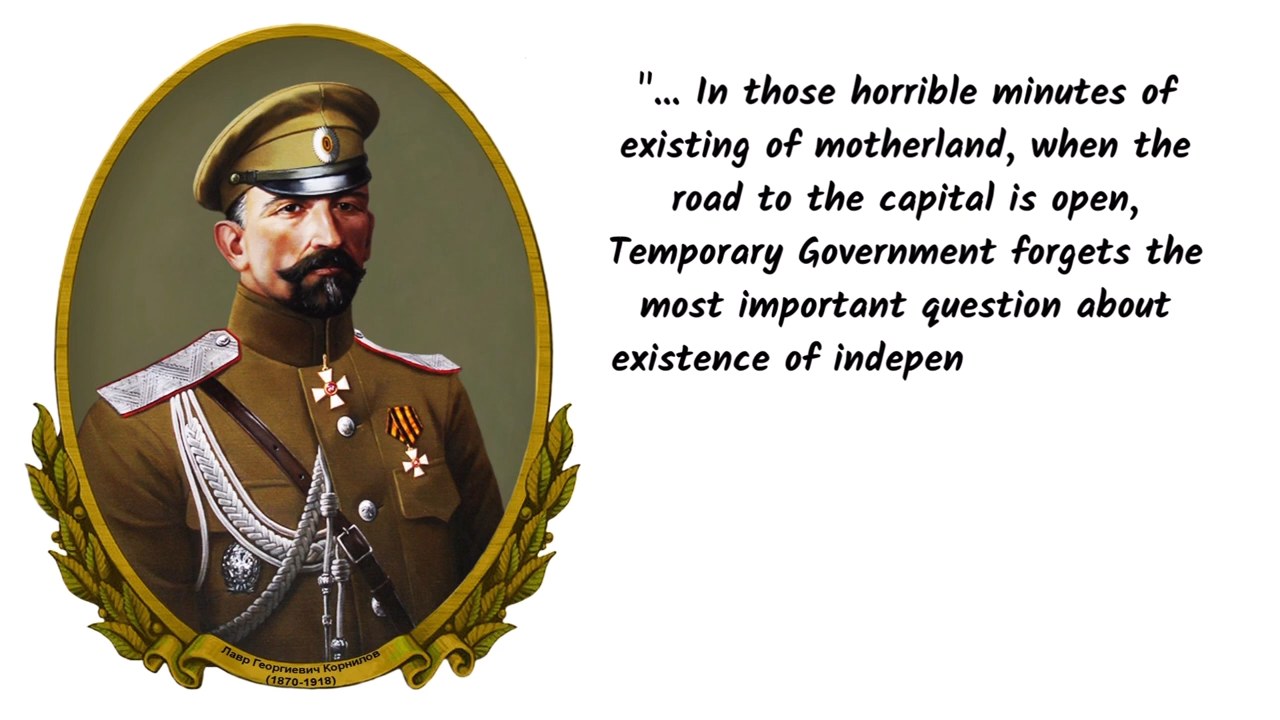 "... In those horrible minutes of
existing of motherland, when the
road to the capital is open,
Temporary Government forgets the
most important question about
existence of indepen
Лавр Георгиевич Корнилов
(1870-1918)